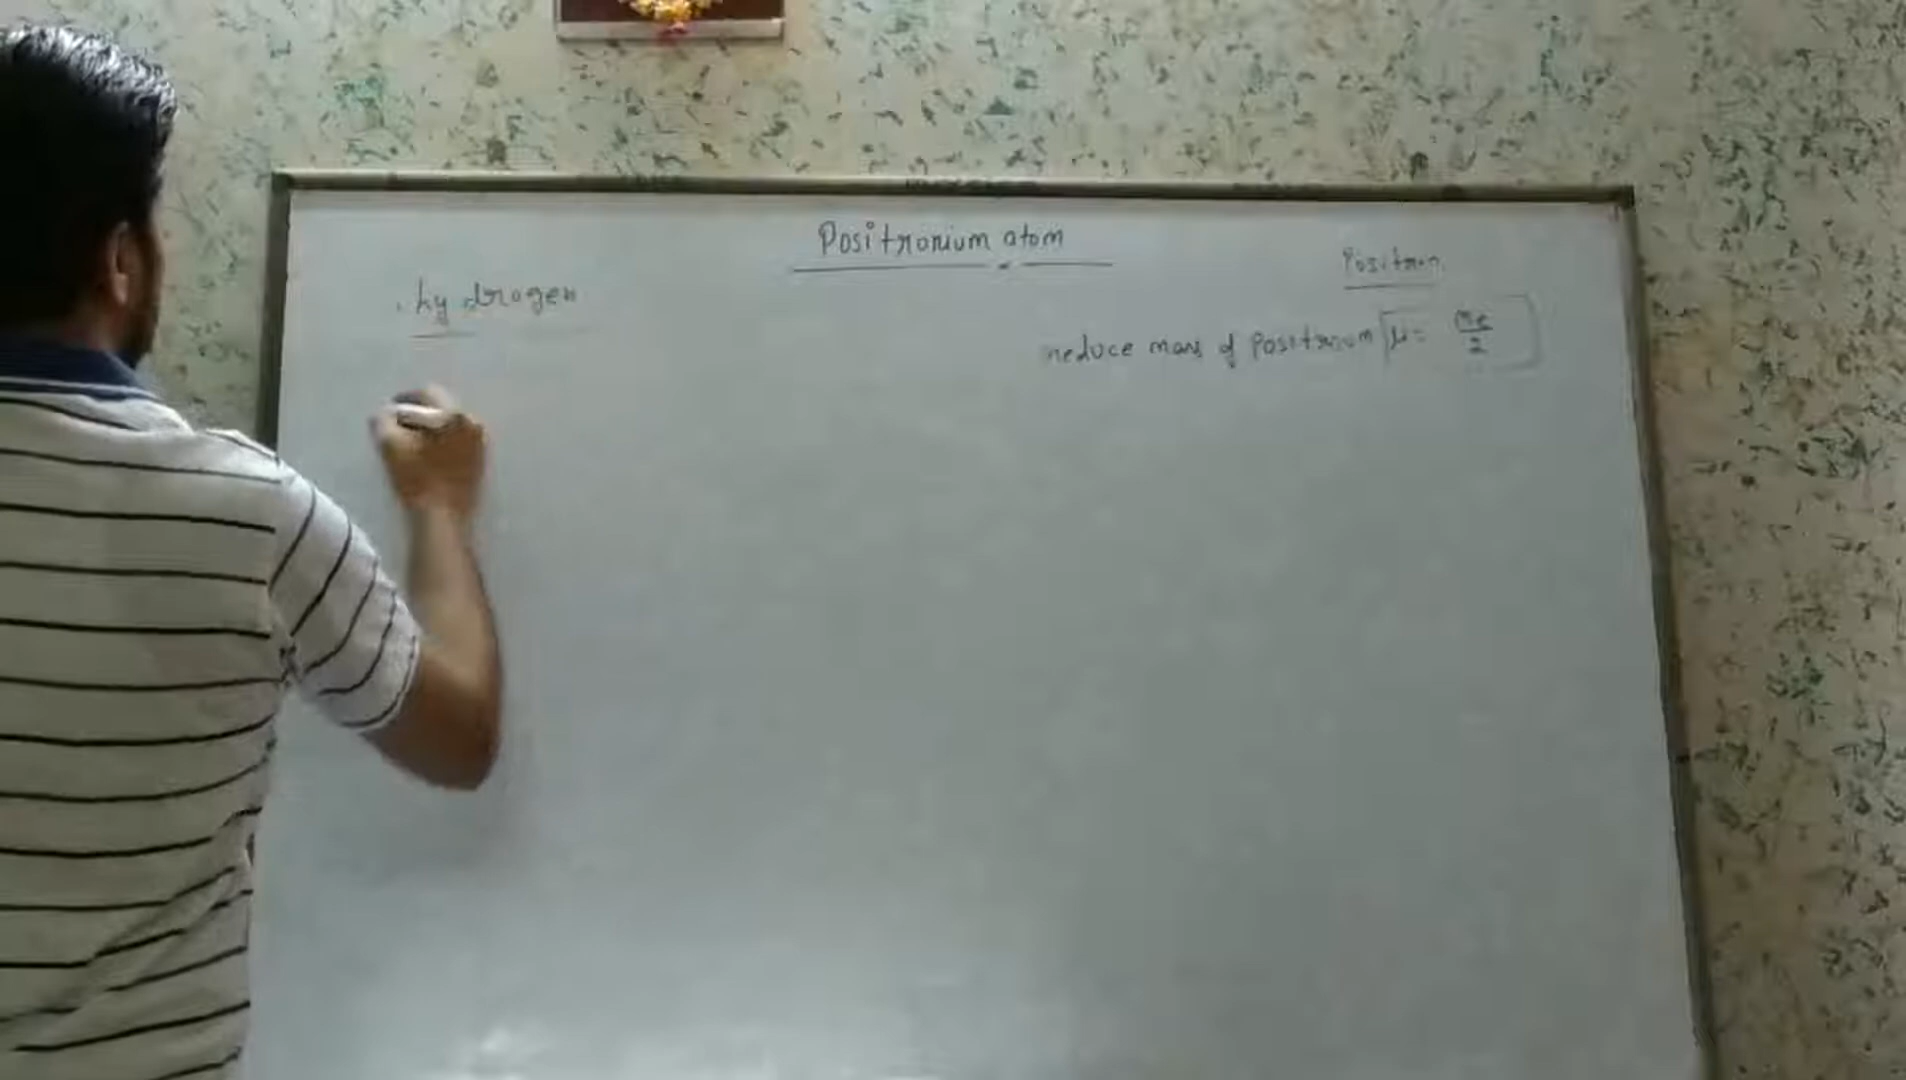 Positronium atom
Positron
hydrogen
reduce mass of Positronium μ = me/2